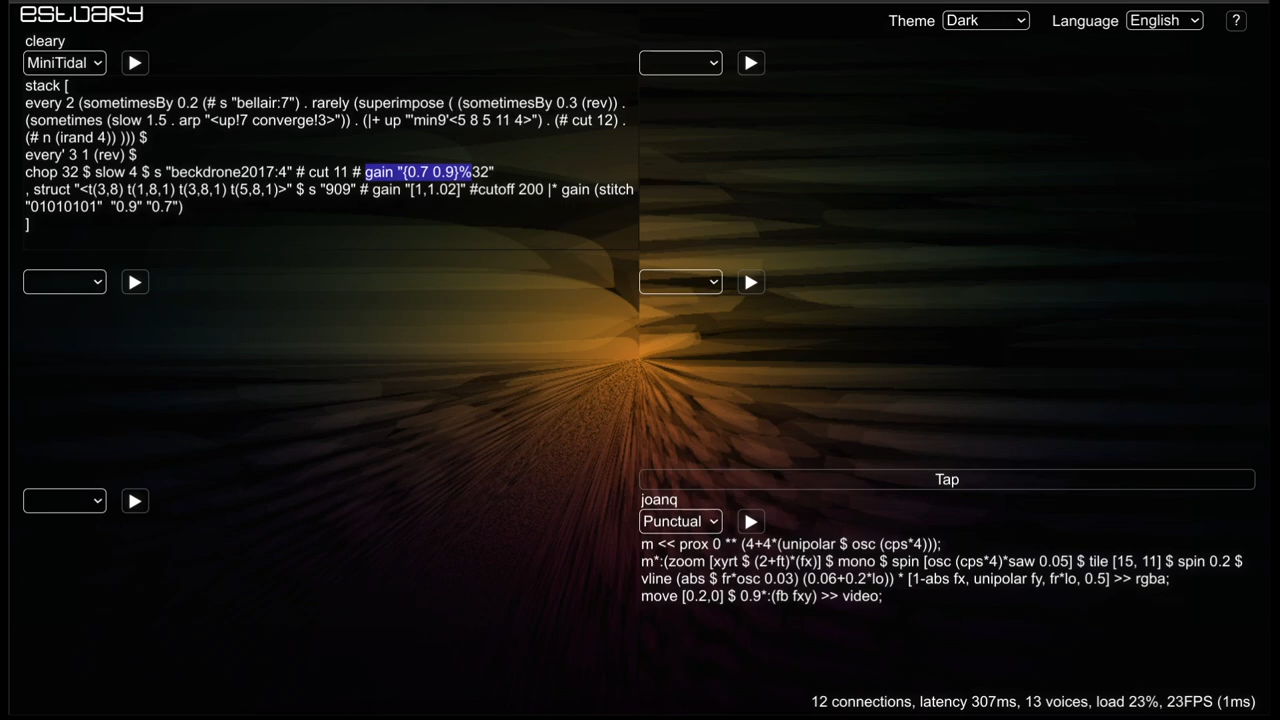 estuary
Theme Dark Language English ?
cleary
MiniTidal
stack [
every 2 (sometimesBy 0.2 (# s "bellair:7") . rarely (superimpose ( (sometimesBy 0.3 (rev)) .
(sometimes (slow 1.5 . arp "<up!7 converge!3>")) . (|+ up "'min9'<5 8 5 11 4>") . (# cut 12) .
(# n (irand 4)) ))) $
every' 3 1 (rev) $
chop 32 $ slow 4 $ s "beckdrone2017:4" # cut 11 # gain "{0.7 0.9}%32"
, struct "<t(3,8) t(1,8,1) t(3,8,1) t(5,8,1)>" $ s "909" # gain "[1,1.02]" #cutoff 200 |* gain (stitch
"01010101"  "0.9" "0.7")
]
Tap
joanq
Punctual
m << prox 0 ** (4+4*(unipolar $ osc (cps*4)));
m*:(zoom [xyrt $ (2+ft)*(fx)] $ mono $ spin [osc (cps*4)*saw 0.05] $ tile [15, 11] $ spin 0.2 $
vline (abs $ fr*osc 0.03) (0.06+0.2*lo)) * [1-abs fx, unipolar fy, fr*lo, 0.5] >> rgba;
move [0.2,0] $ 0.9*:(fb fxy) >> video;
12 connections, latency 307ms, 13 voices, load 23%, 23FPS (1ms)